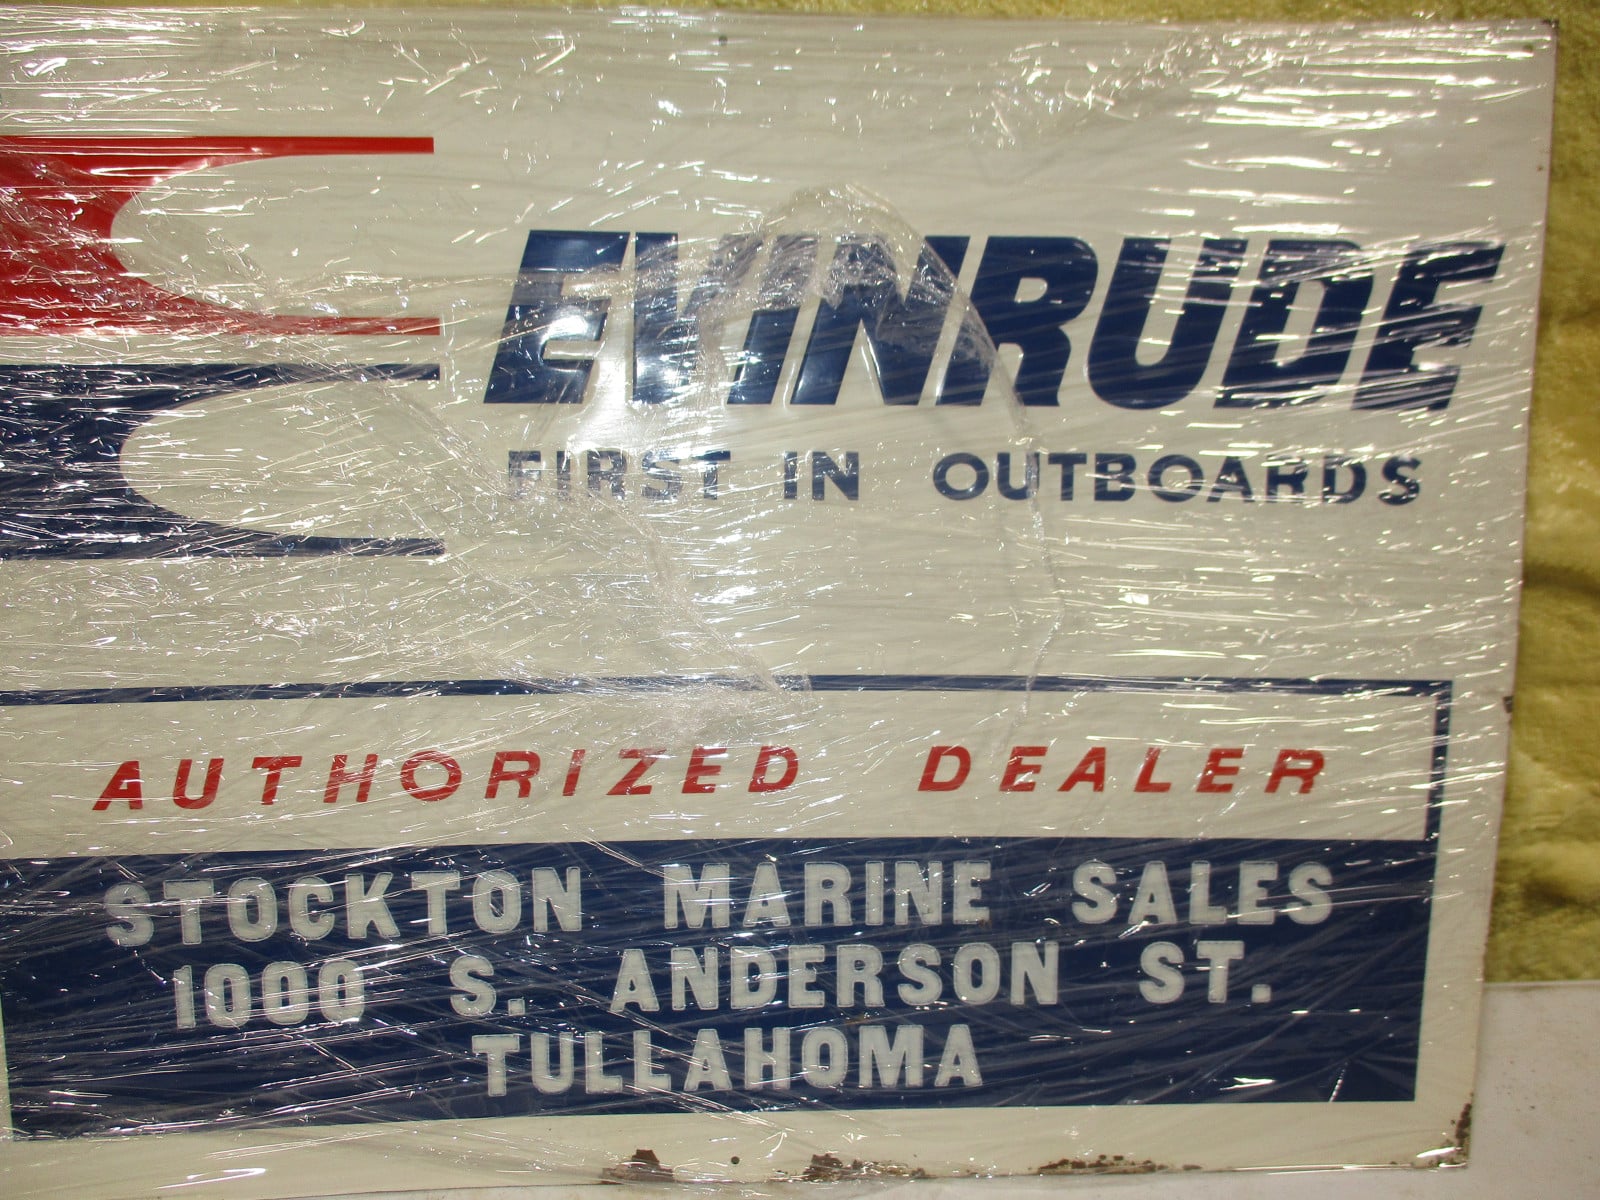 EVINRUDE
FIRST IN OUTBOARDS
AUTHORIZED DEALER
STOCKTON MARINE SALES
1000 S. ANDERSON ST.
TULLAHOMA